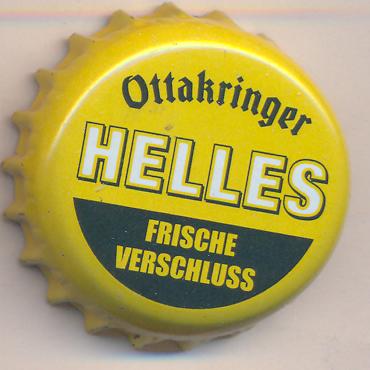 Ottakringer
HELLES
FRISCHE
VERSCHLUSS